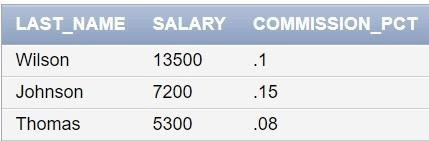 LAST_NAME SALARY COMMISSION_PCT
Wilson 13500 .1
Johnson 7200 .15
Thomas 5300 .08